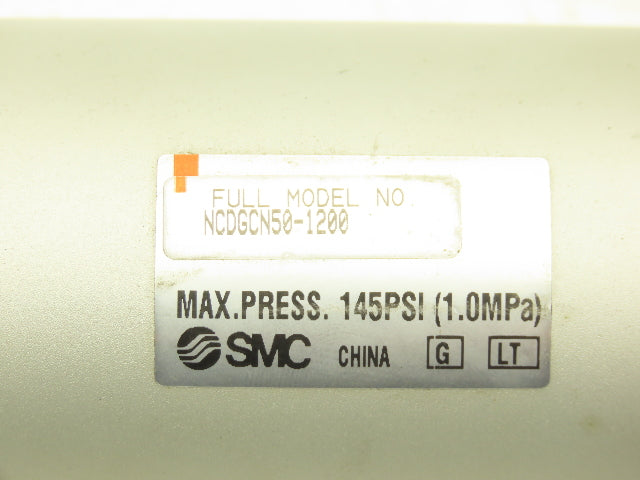 FULL MODEL NO.
NCDGCN50-1200
MAX.PRESS. 145PSI (1.0MPa)
SMC CHINA G LT